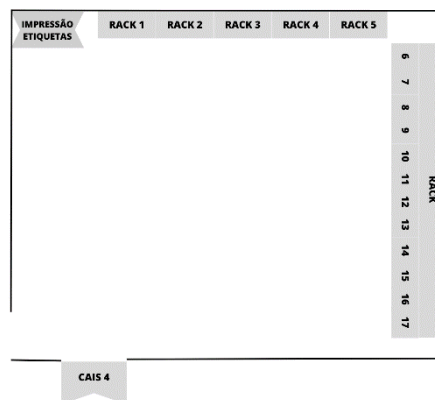 IMPRESSÃO
ETIQUETAS
RACK 1
RACK 2
RACK 3
RACK 4
RACK 5
6
7
8
9
10
11
12
13
14
15
16
17
RACK
CAIS 4